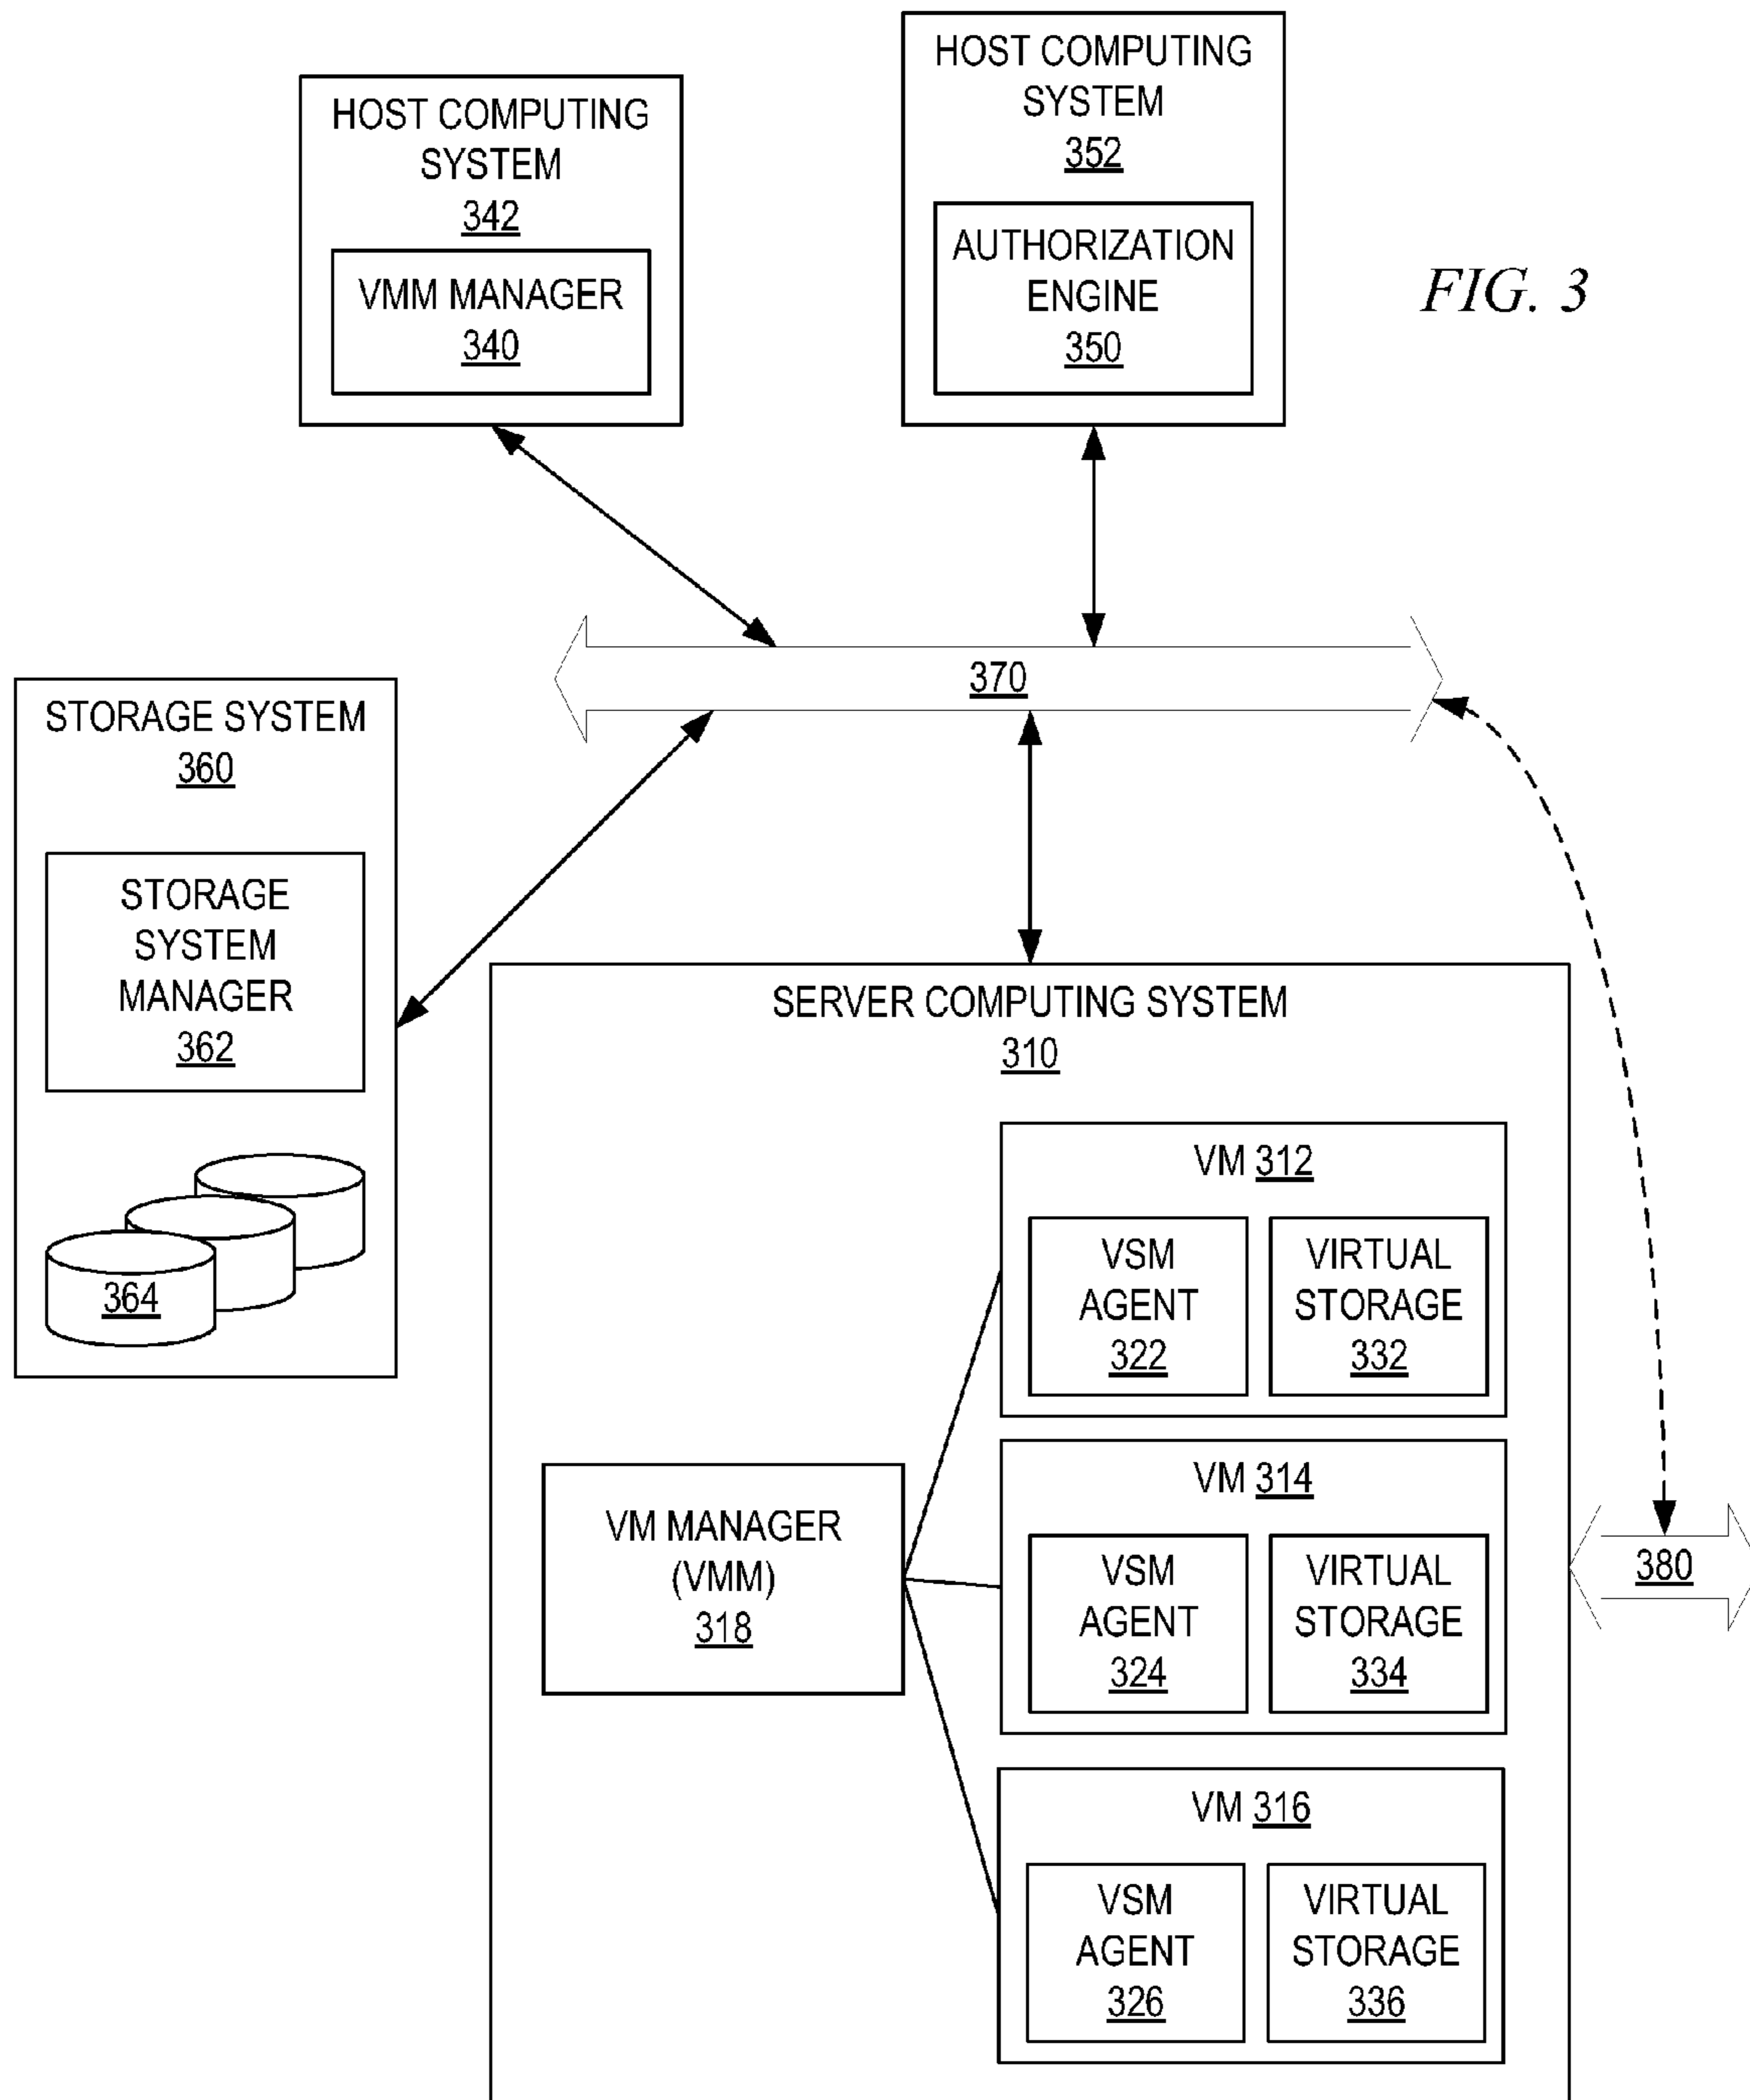 HOST COMPUTING
SYSTEM
352
AUTHORIZATION
ENGINE
350
HOST COMPUTING
SYSTEM
342
VMM MANAGER
340
FIG. 3
370
STORAGE SYSTEM
360
STORAGE
SYSTEM
MANAGER
362
364
SERVER COMPUTING SYSTEM
310
VM MANAGER
(VMM)
318
VM 312
VSM
AGENT
322
VIRTUAL
STORAGE
332
VM 314
VSM
AGENT
324
VIRTUAL
STORAGE
334
VM 316
VSM
AGENT
326
VIRTUAL
STORAGE
336
380